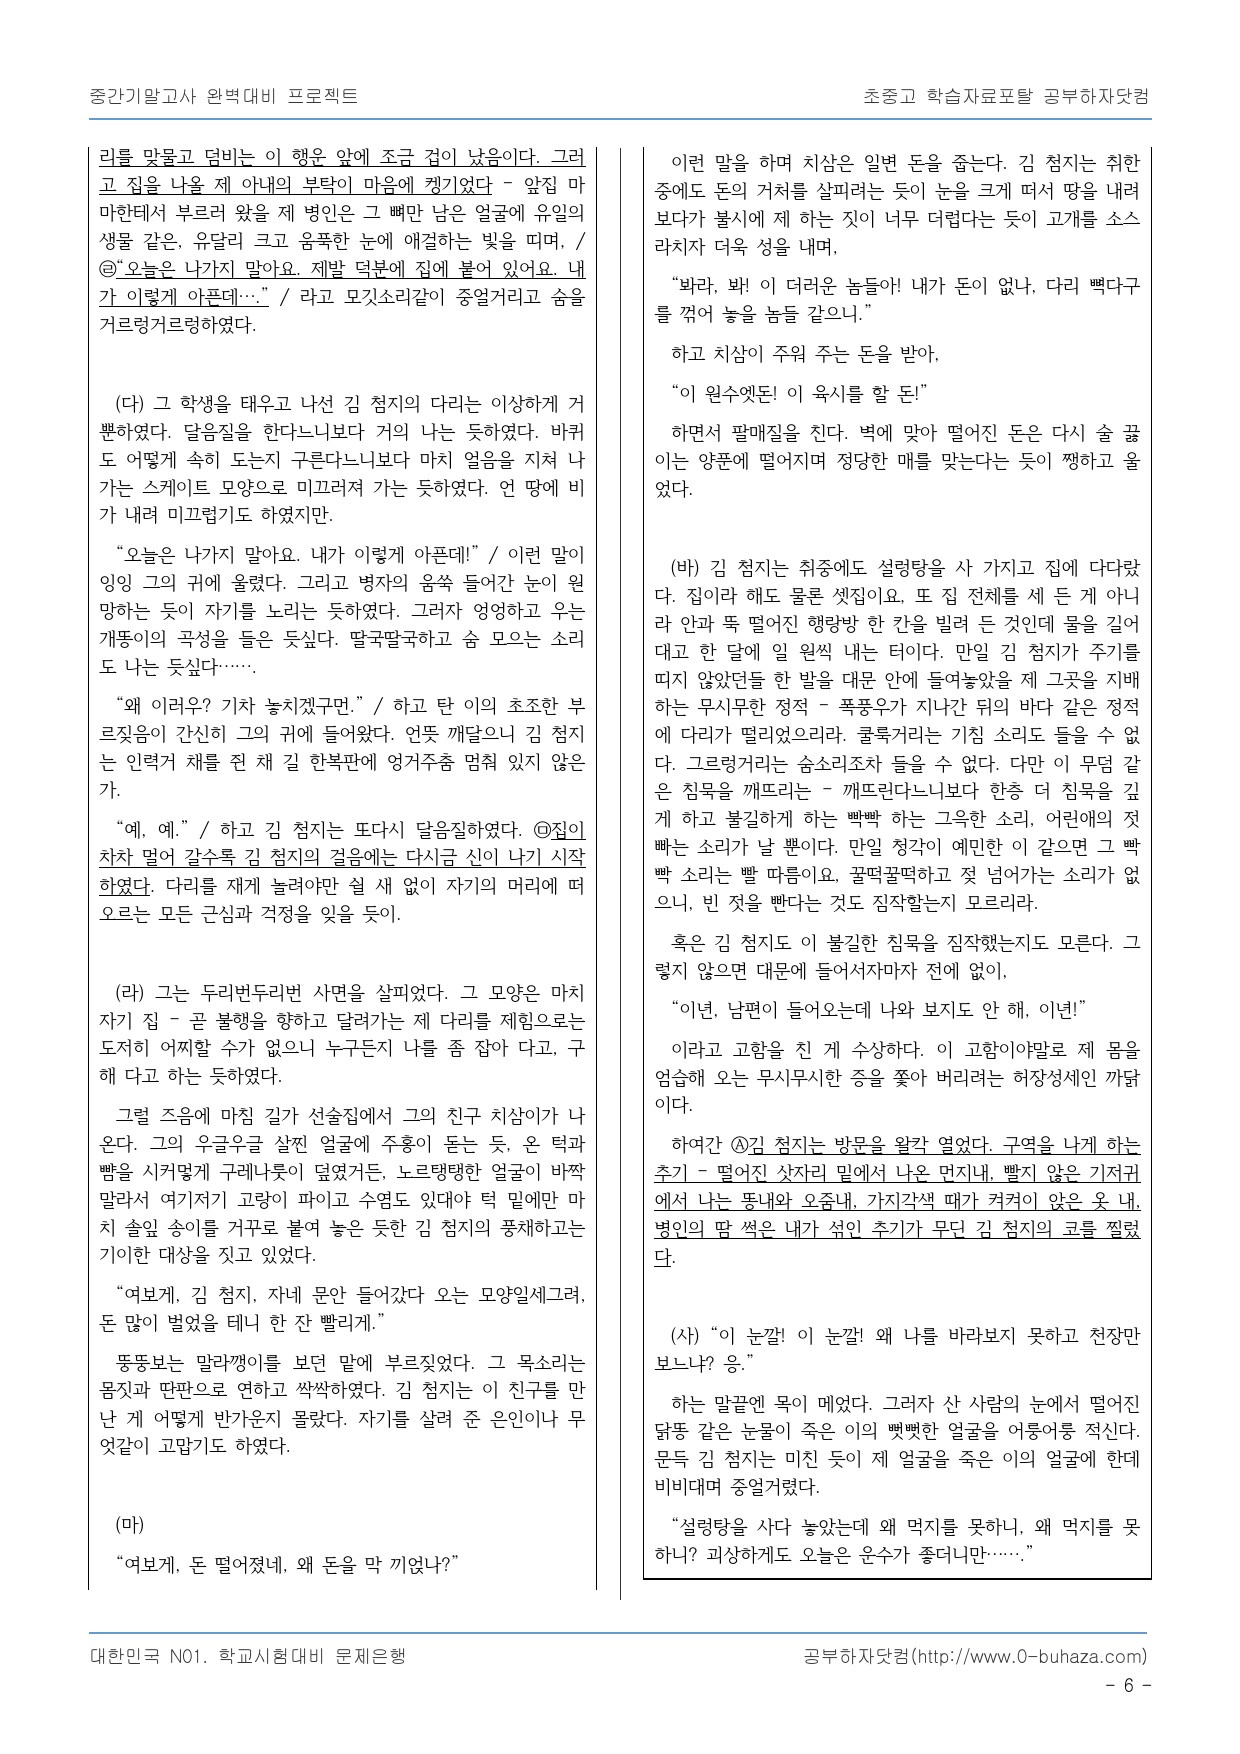 중간기말고사 완벽대비 프로젝트
초중고 학습자료포탈 공부하자닷컴
리를 맞물고 덤비는 이 행운 앞에 조금 겁이 났음이다. 그러
고 집을 나올 제 아내의 부탁이 마음에 켕기었다 - 앞집 마
마한테서 부르러 왔을 제 병인은 그 뼈만 남은 얼굴에 유일의
생물 같은, 유달리 크고 움푹한 눈에 애걸하는 빛을 띠며, /
㉣“오늘은 나가지 말아요. 제발 덕분에 집에 붙어 있어요. 내
가 이렇게 아픈데….” / 라고 모깃소리같이 중얼거리고 숨을
거르렁거르렁하였다.
(다) 그 학생을 태우고 나선 김 첨지의 다리는 이상하게 거
뿐하였다. 달음질을 한다느니보다 거의 나는 듯하였다. 바퀴
도 어떻게 속히 도는지 구른다느니보다 마치 얼음을 지쳐 나
가는 스케이트 모양으로 미끄러져 가는 듯하였다. 언 땅에 비
가 내려 미끄럽기도 하였지만.
“오늘은 나가지 말아요. 내가 이렇게 아픈데!” / 이런 말이
잉잉 그의 귀에 울렸다. 그리고 병자의 움쑥 들어간 눈이 원
망하는 듯이 자기를 노리는 듯하였다. 그러자 엉엉하고 우는
개똥이의 곡성을 들은 듯싶다. 딸국딸국하고 숨 모으는 소리
도 나는 듯싶다…….
“왜 이러우? 기차 놓치겠구먼.” / 하고 탄 이의 초조한 부
르짖음이 간신히 그의 귀에 들어왔다. 언뜻 깨달으니 김 첨지
는 인력거 채를 쥔 채 길 한복판에 엉거주춤 멈춰 있지 않은
가.
“예, 예.” / 하고 김 첨지는 또다시 달음질하였다. ㉤집이
차차 멀어 갈수록 김 첨지의 걸음에는 다시금 신이 나기 시작
하였다. 다리를 재게 놀려야만 쉴 새 없이 자기의 머리에 떠
오르는 모든 근심과 걱정을 잊을 듯이.
(라) 그는 두리번두리번 사면을 살피었다. 그 모양은 마치
자기 집 - 곧 불행을 향하고 달려가는 제 다리를 제힘으로는
도저히 어찌할 수가 없으니 누구든지 나를 좀 잡아 다고, 구
해 다고 하는 듯하였다.
그럴 즈음에 마침 길가 선술집에서 그의 친구 치삼이가 나
온다. 그의 우글우글 살찐 얼굴에 주홍이 돋는 듯, 온 턱과
뺨을 시커멓게 구레나룻이 덮였거든, 노르탱탱한 얼굴이 바짝
말라서 여기저기 고랑이 파이고 수염도 있대야 턱 밑에만 마
치 솔잎 송이를 거꾸로 붙여 놓은 듯한 김 첨지의 풍채하고는
기이한 대상을 짓고 있었다.
“여보게, 김 첨지, 자네 문안 들어갔다 오는 모양일세그려,
돈 많이 벌었을 테니 한 잔 빨리게.”
뚱뚱보는 말라깽이를 보던 맡에 부르짖었다. 그 목소리는
몸짓과 딴판으로 연하고 싹싹하였다. 김 첨지는 이 친구를 만
난 게 어떻게 반가운지 몰랐다. 자기를 살려 준 은인이나 무
엇같이 고맙기도 하였다.
(마)
“여보게, 돈 떨어졌네, 왜 돈을 막 끼얹나?”
이런 말을 하며 치삼은 일변 돈을 줍는다. 김 첨지는 취한
중에도 돈의 거처를 살피려는 듯이 눈을 크게 떠서 땅을 내려
보다가 불시에 제 하는 짓이 너무 더럽다는 듯이 고개를 소스
라치자 더욱 성을 내며,
“봐라, 봐! 이 더러운 놈들아! 내가 돈이 없나, 다리 뼉다구
를 꺾어 놓을 놈들 같으니.”
하고 치삼이 주워 주는 돈을 받아,
“이 원수엣돈! 이 육시를 할 돈!”
하면서 팔매질을 친다. 벽에 맞아 떨어진 돈은 다시 술 끓
이는 양푼에 떨어지며 정당한 매를 맞는다는 듯이 쨍하고 울
었다.
(바) 김 첨지는 취중에도 설렁탕을 사 가지고 집에 다다랐
다. 집이라 해도 물론 셋집이요, 또 집 전체를 세 든 게 아니
라 안과 뚝 떨어진 행랑방 한 칸을 빌려 든 것인데 물을 길어
대고 한 달에 일 원씩 내는 터이다. 만일 김 첨지가 주기를
띠지 않았던들 한 발을 대문 안에 들여놓았을 제 그곳을 지배
하는 무시무한 정적 - 폭풍우가 지나간 뒤의 바다 같은 정적
에 다리가 떨리었으리라. 쿨룩거리는 기침 소리도 들을 수 없
다. 그르렁거리는 숨소리조차 들을 수 없다. 다만 이 무덤 같
은 침묵을 깨뜨리는 - 깨뜨린다느니보다 한층 더 침묵을 깊
게 하고 불길하게 하는 빡빡 하는 그윽한 소리, 어린애의 젓
빠는 소리가 날 뿐이다. 만일 청각이 예민한 이 같으면 그 빡
빡 소리는 빨 따름이요, 꿀떡꿀떡하고 젖 넘어가는 소리가 없
으니, 빈 젓을 빤다는 것도 짐작할는지 모르리라.
혹은 김 첨지도 이 불길한 침묵을 짐작했는지도 모른다. 그
렇지 않으면 대문에 들어서자마자 전에 없이,
“이년, 남편이 들어오는데 나와 보지도 안 해, 이년!”
이라고 고함을 친 게 수상하다. 이 고함이야말로 제 몸을
엄습해 오는 무시무시한 증을 쫓아 버리려는 허장성세인 까닭
이다.
하여간 Ⓐ김 첨지는 방문을 왈칵 열었다. 구역을 나게 하는
추기 - 떨어진 삿자리 밑에서 나온 먼지내, 빨지 않은 기저귀
에서 나는 똥내와 오줌내, 가지각색 때가 켜켜이 앉은 옷 내,
병인의 땀 썩은 내가 섞인 추기가 무딘 김 첨지의 코를 찔렀
다.
(사) “이 눈깔! 이 눈깔! 왜 나를 바라보지 못하고 천장만
보느냐? 응.”
하는 말끝엔 목이 메었다. 그러자 산 사람의 눈에서 떨어진
닭똥 같은 눈물이 죽은 이의 뻣뻣한 얼굴을 어룽어룽 적신다.
문득 김 첨지는 미친 듯이 제 얼굴을 죽은 이의 얼굴에 한데
비비대며 중얼거렸다.
“설렁탕을 사다 놓았는데 왜 먹지를 못하니, 왜 먹지를 못
하니? 괴상하게도 오늘은 운수가 좋더니만…….”
대한민국 N01. 학교시험대비 문제은행
공부하자닷컴(http://www.0-buhaza.com)
- 6 -